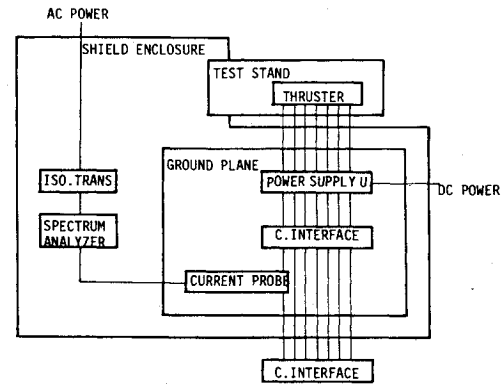 AC POWER
SHIELD ENCLOSURE
TEST STAND
THRUSTER
GROUND PLANE
ISO.TRANS
POWER SUPPLY U
DC POWER
SPECTRUM
ANALYZER
C.INTERFACE
CURRENT PROBE
C.INTERFACE